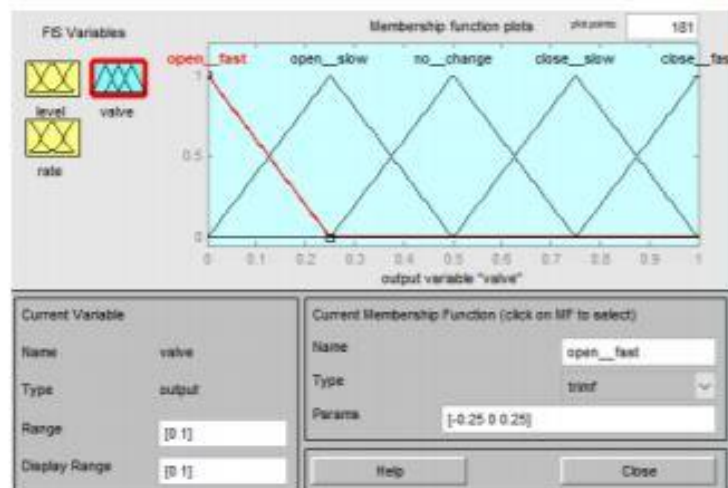 FIS Variables
Membership function plots
plot points:
181
open__fast
open__slow
no__change
close__slow
close__fas
level
valve
rate
1
0.5
0
0
0.1
0.2
0.3
0.4
0.5
0.6
0.7
0.8
0.9
1
output variable "valve"
Current Variable
Name
valve
Type
output
Range
[0 1]
Display Range
[0 1]
Current Membership Function (click on MF to select)
Name
open__fast
Type
trimf
Params
[-0.25 0 0.25]
Help
Close